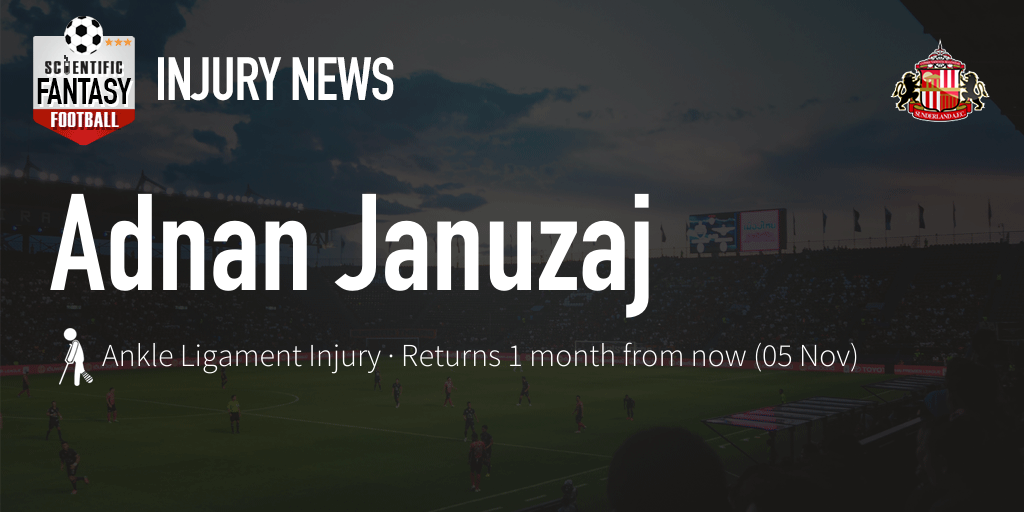 SCIENTIFIC
FANTASY
FOOTBALL
INJURY NEWS
SUNDERLAND A.F.C.
Adnan Januzaj
Ankle Ligament Injury · Returns 1 month from now (05 Nov)